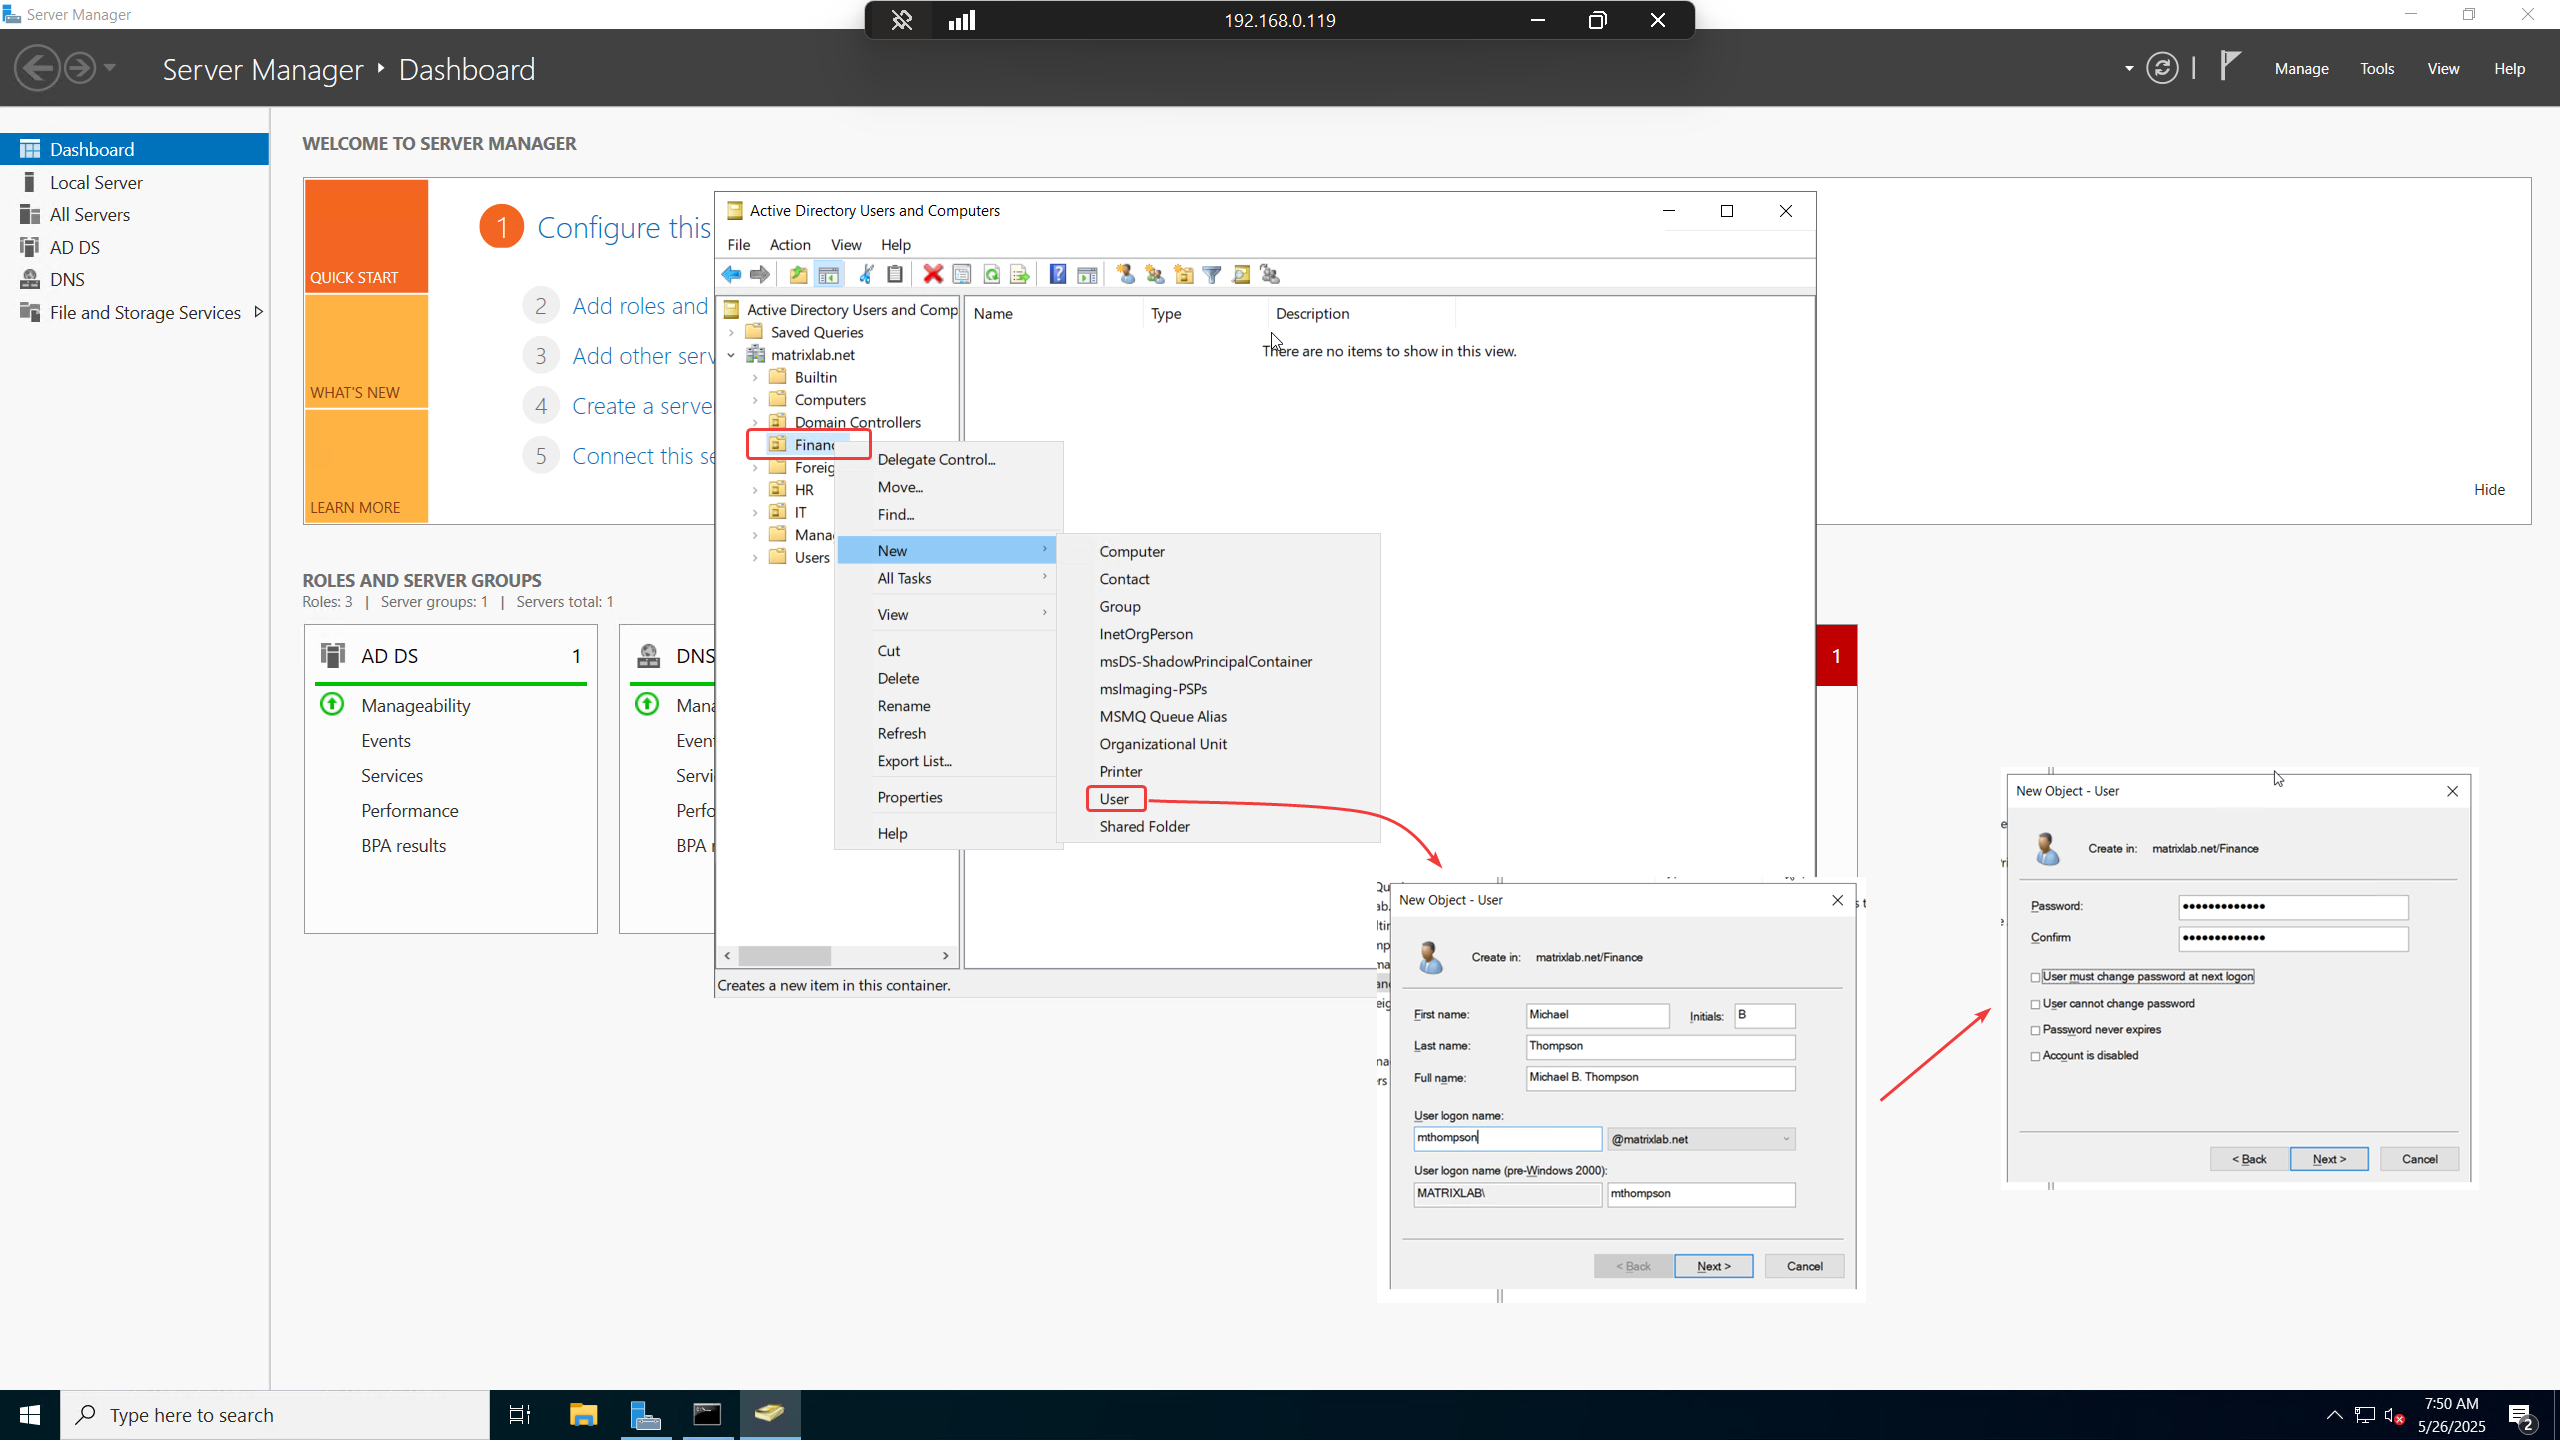 Server Manager
192.168.0.119
Server Manager
Dashboard
Manage
Tools
View
Help
Dashboard
Local Server
All Servers
AD DS
DNS
File and Storage Services
WELCOME TO SERVER MANAGER
QUICK START
WHAT'S NEW
LEARN MORE
1 Configure this
2 Add roles and
3 Add other serv
4 Create a serve
5 Connect this se
Hide
ROLES AND SERVER GROUPS
Roles: 3 | Server groups: 1 | Servers total: 1
AD DS 1
Manageability
Events
Services
Performance
BPA results
DNS
Mana
Event
Servi
Perfo
BPA r
1
Active Directory Users and Computers
File Action View Help
Active Directory Users and Comp
Saved Queries
matrixlab.net
Builtin
Computers
Domain Controllers
Financ
Foreig
HR
IT
Mana
Users
Name Type Description
There are no items to show in this view.
Delegate Control...
Move...
Find...
New
All Tasks
View
Cut
Delete
Rename
Refresh
Export List...
Properties
Help
Computer
Contact
Group
InetOrgPerson
msDS-ShadowPrincipalContainer
msImaging-PSPs
MSMQ Queue Alias
Organizational Unit
Printer
User
Shared Folder
Creates a new item in this container.
New Object - User
Create in: matrixlab.net/Finance
First name: Michael Initials: B
Last name: Thompson
Full name: Michael B. Thompson
User logon name:
mthompson @matrixlab.net
User logon name (pre-Windows 2000):
MATRIXLAB\ mthompson
< Back Next > Cancel
New Object - User
Create in: matrixlab.net/Finance
Password: •••••••••••••
Confirm •••••••••••••
User must change password at next logon
User cannot change password
Password never expires
Account is disabled
< Back Next > Cancel
Type here to search
7:50 AM
5/26/2025
2